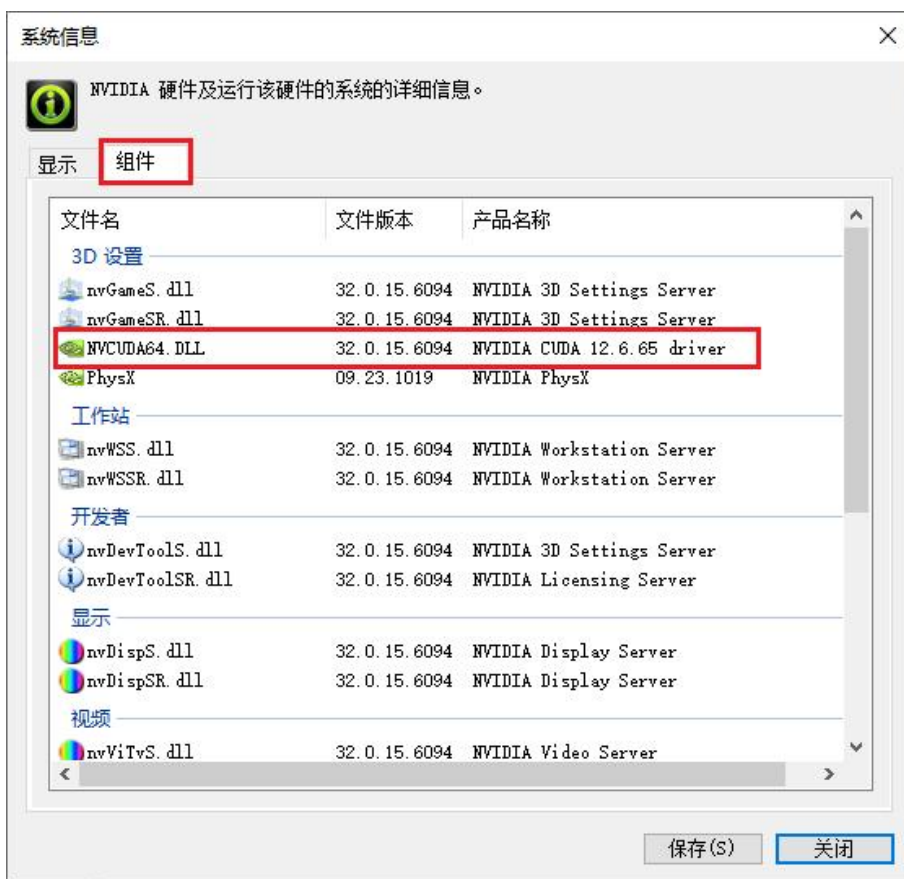 系统信息
NVIDIA 硬件及运行该硬件的系统的详细信息。
显示 组件
文件名 文件版本 产品名称
3D 设置
nvGameS.dll 32.0.15.6094 NVIDIA 3D Settings Server
nvGameSR.dll 32.0.15.6094 NVIDIA 3D Settings Server
NVCUDA64.DLL 32.0.15.6094 NVIDIA CUDA 12.6.65 driver
PhysX 09.23.1019 NVIDIA PhysX
工作站
nvWSS.dll 32.0.15.6094 NVIDIA Workstation Server
nvWSSR.dll 32.0.15.6094 NVIDIA Workstation Server
开发者
nvDevToolS.dll 32.0.15.6094 NVIDIA 3D Settings Server
nvDevToolSR.dll 32.0.15.6094 NVIDIA Licensing Server
显示
nvDispS.dll 32.0.15.6094 NVIDIA Display Server
nvDispSR.dll 32.0.15.6094 NVIDIA Display Server
视频
nvViTvS.dll 32.0.15.6094 NVIDIA Video Server
保存(S) 关闭